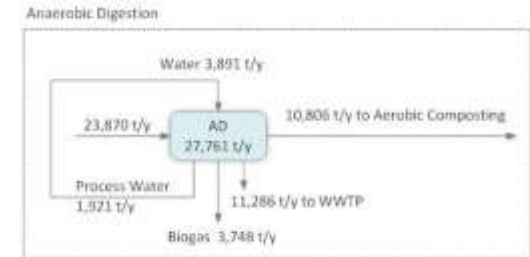 Anaerobic Digestion
Water 3,891 t/y
23,870 t/y
AD
27,761 t/y
10,806 t/y to Aerobic Composting
Process Water
1,921 t/y
11,286 t/y to WWTP
Biogas 3,748 t/y